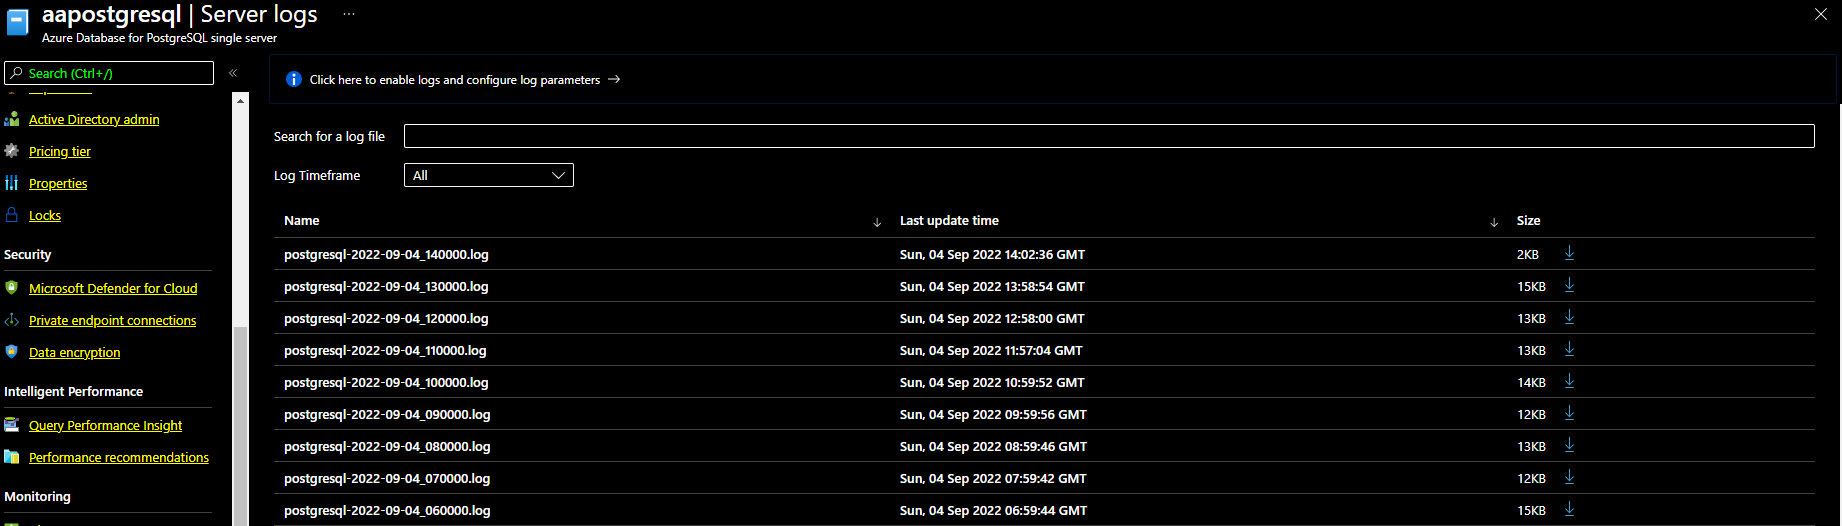 aapostgresql | Server logs ...
Azure Database for PostgreSQL single server
Search (Ctrl+/)
«
Active Directory admin
Pricing tier
Properties
Locks
Security
Microsoft Defender for Cloud
Private endpoint connections
Data encryption
Intelligent Performance
Query Performance Insight
Performance recommendations
Monitoring
Click here to enable logs and configure log parameters →
Search for a log file
Log Timeframe All
Name ↓ Last update time ↓ Size
postgresql-2022-09-04_140000.log Sun, 04 Sep 2022 14:02:36 GMT 2KB
postgresql-2022-09-04_130000.log Sun, 04 Sep 2022 13:58:54 GMT 15KB
postgresql-2022-09-04_120000.log Sun, 04 Sep 2022 12:58:00 GMT 13KB
postgresql-2022-09-04_110000.log Sun, 04 Sep 2022 11:57:04 GMT 13KB
postgresql-2022-09-04_100000.log Sun, 04 Sep 2022 10:59:52 GMT 14KB
postgresql-2022-09-04_090000.log Sun, 04 Sep 2022 09:59:56 GMT 12KB
postgresql-2022-09-04_080000.log Sun, 04 Sep 2022 08:59:46 GMT 13KB
postgresql-2022-09-04_070000.log Sun, 04 Sep 2022 07:59:42 GMT 12KB
postgresql-2022-09-04_060000.log Sun, 04 Sep 2022 06:59:44 GMT 15KB